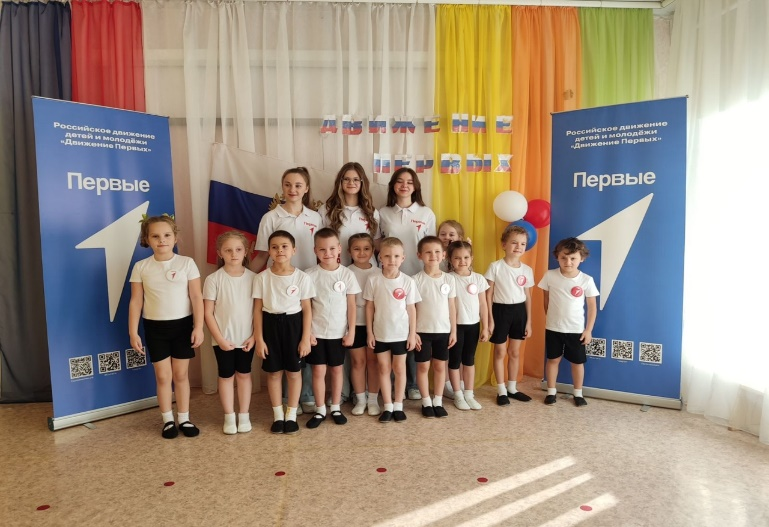 Российское движение
детей и молодёжи
«Движение Первых»
Первые
ДВИЖЕНИЕ
ПЕРВЫХ
Российское движение
детей и молодёжи
«Движение Первых»
Первые